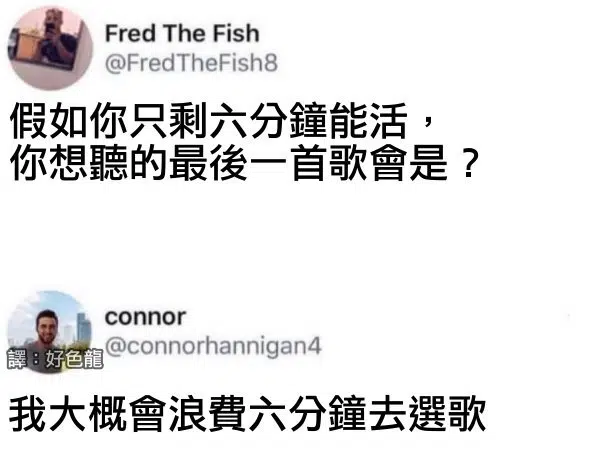 Fred The Fish
@FredTheFish8
假如你只剩六分鐘能活，
你想聽的最後一首歌會是？
connor
譯：好色龍
@connorhannigan4
我大概會浪費六分鐘去選歌